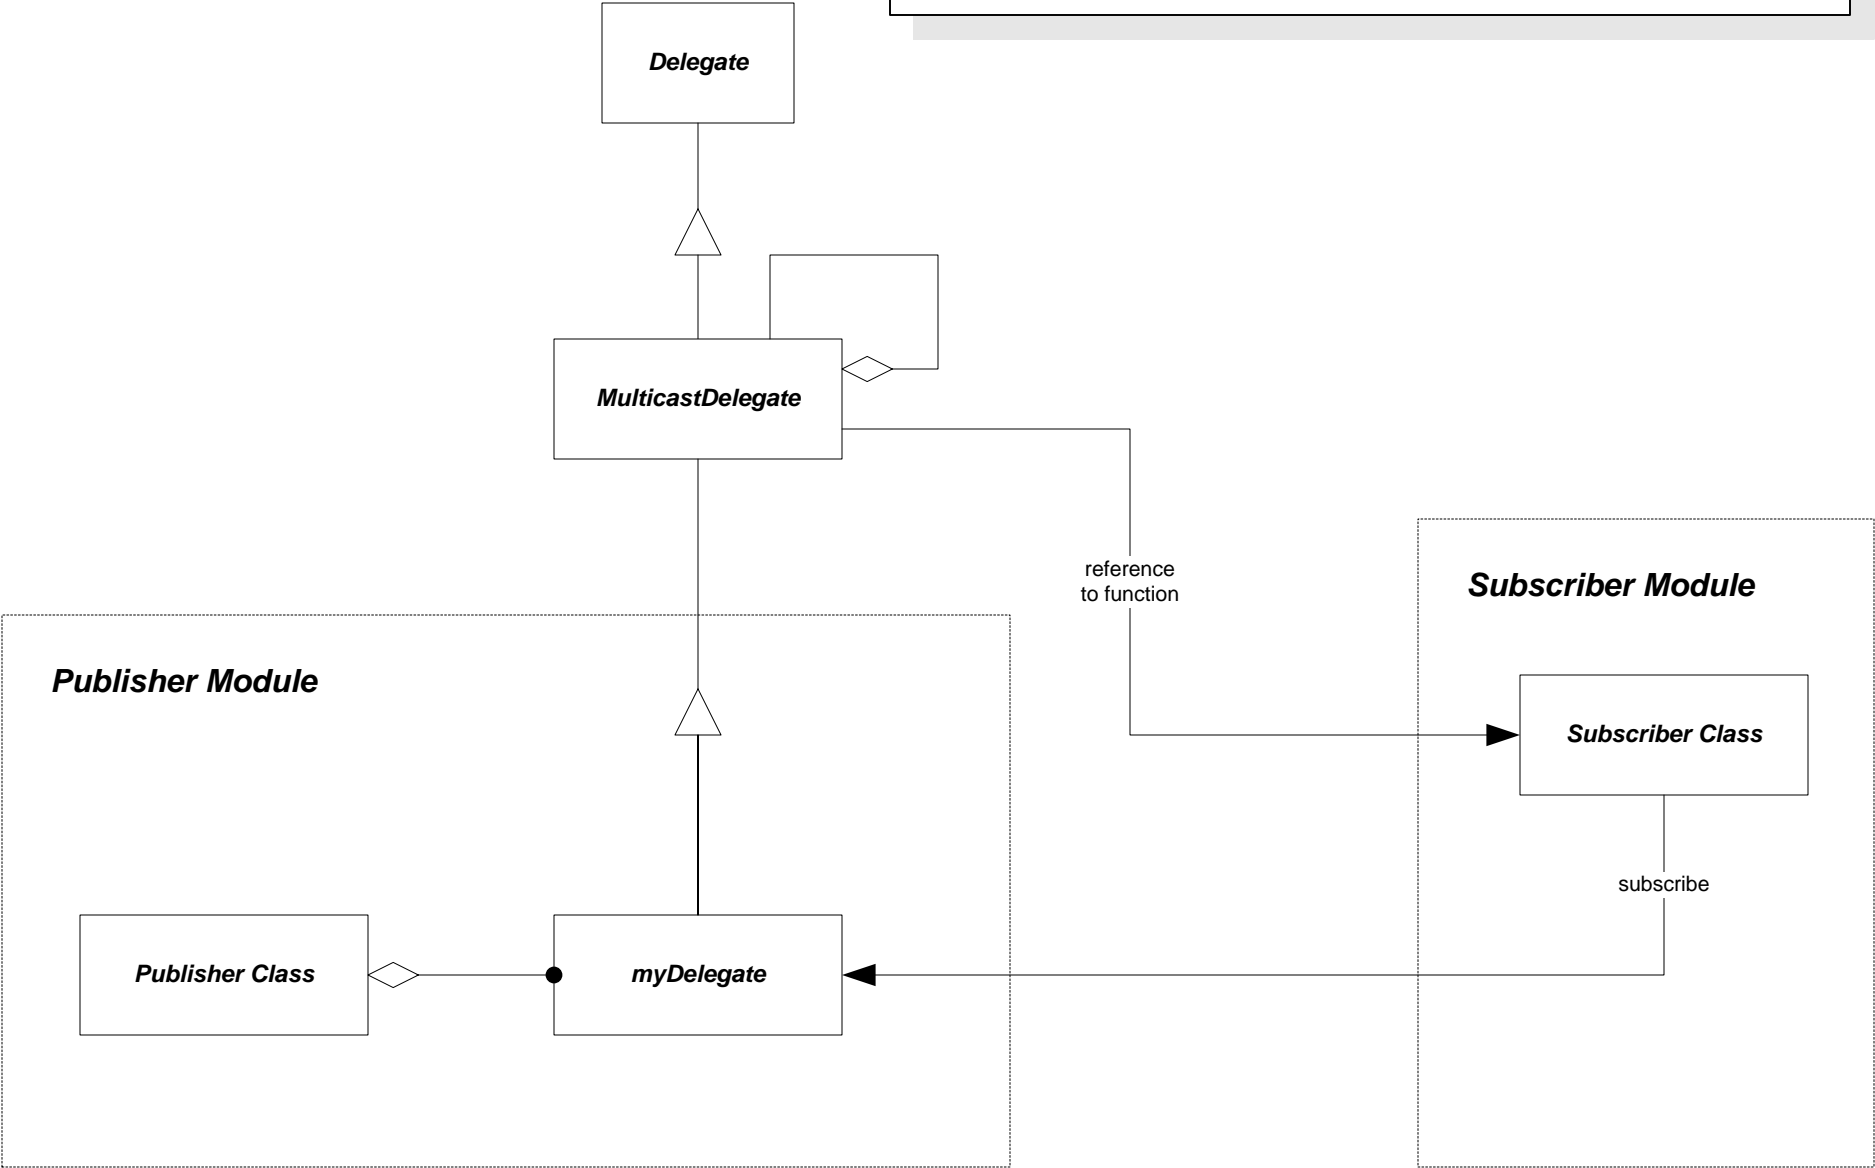 Delegate
MulticastDelegate
reference
to function
Subscriber Module
Publisher Module
Subscriber Class
subscribe
Publisher Class
myDelegate